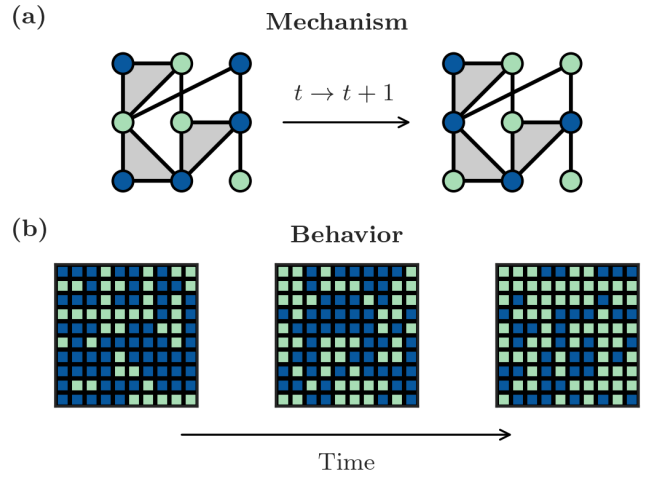 (a)
Mechanism
t → t + 1
(b)
Behavior
Time